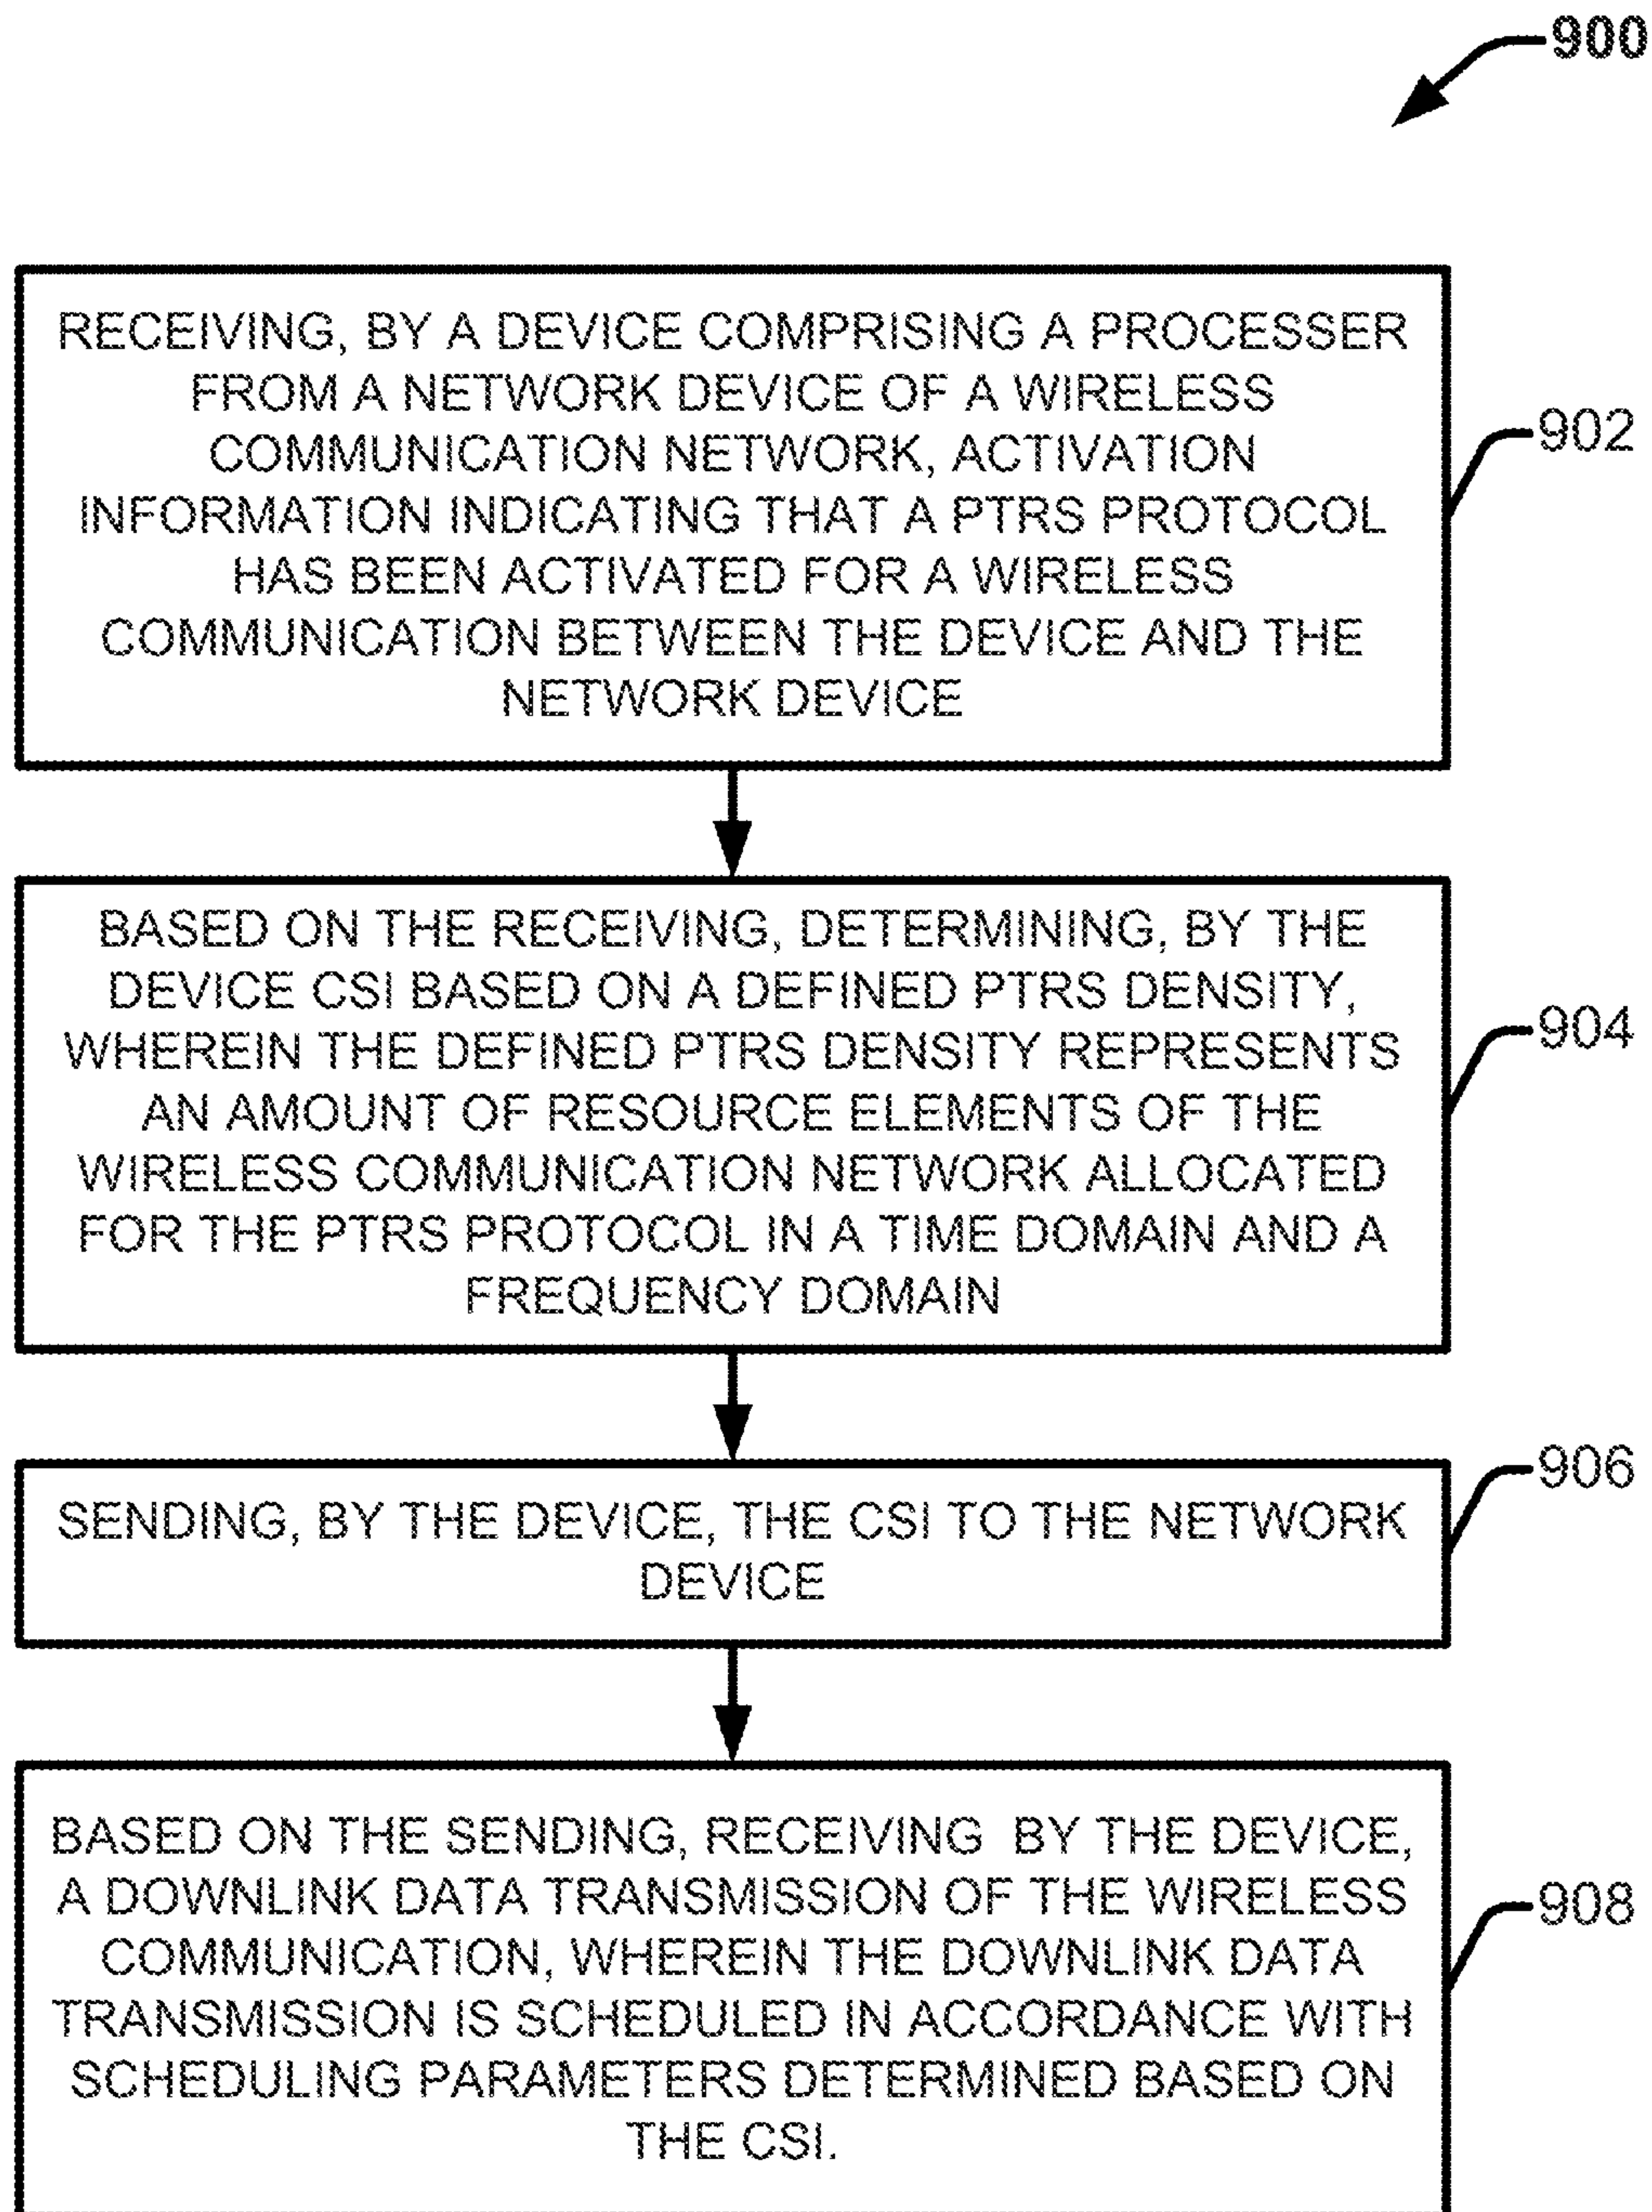 900
RECEIVING, BY A DEVICE COMPRISING A PROCESSER
FROM A NETWORK DEVICE OF A WIRELESS
COMMUNICATION NETWORK, ACTIVATION
INFORMATION INDICATING THAT A PTRS PROTOCOL
HAS BEEN ACTIVATED FOR A WIRELESS
COMMUNICATION BETWEEN THE DEVICE AND THE
NETWORK DEVICE
902
BASED ON THE RECEIVING, DETERMINING, BY THE
DEVICE CSI BASED ON A DEFINED PTRS DENSITY,
WHEREIN THE DEFINED PTRS DENSITY REPRESENTS
AN AMOUNT OF RESOURCE ELEMENTS OF THE
WIRELESS COMMUNICATION NETWORK ALLOCATED
FOR THE PTRS PROTOCOL IN A TIME DOMAIN AND A
FREQUENCY DOMAIN
904
SENDING, BY THE DEVICE, THE CSI TO THE NETWORK
DEVICE
906
BASED ON THE SENDING, RECEIVING BY THE DEVICE,
A DOWNLINK DATA TRANSMISSION OF THE WIRELESS
COMMUNICATION, WHEREIN THE DOWNLINK DATA
TRANSMISSION IS SCHEDULED IN ACCORDANCE WITH
SCHEDULING PARAMETERS DETERMINED BASED ON
THE CSI.
908